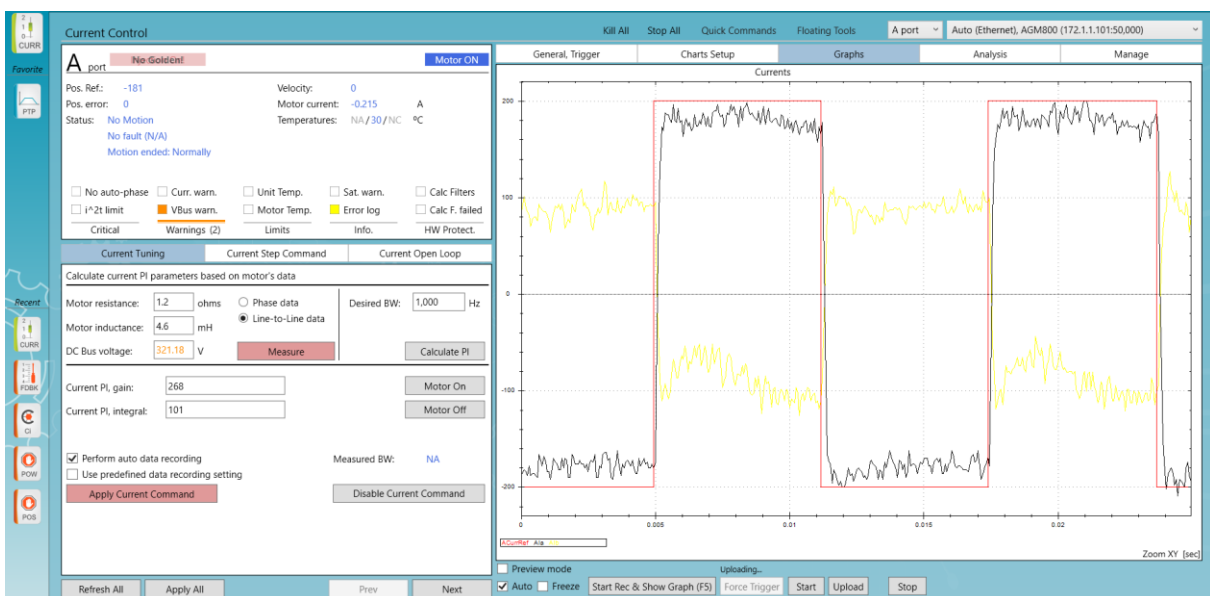 CURR
Favorite
PTP
Recent
CURR
FDBK
CI
POW
POS
Current Control
Kill All Stop All Quick Commands Floating Tools A port Auto (Ethernet), AGM800 (172.1.1.101:50,000)
A port No Golden! Motor ON
Pos. Ref.: -181 Velocity: 0
Pos. error: 0 Motor current: -0.215 A
Status: No Motion Temperatures: NA/30/NC ºC
No fault (N/A)
Motion ended: Normally
No auto-phase Curr. warn. Unit Temp. Sat. warn. Calc Filters
i^2t limit VBus warn. Motor Temp. Error log Calc F. failed
Critical Warnings (2) Limits Info. HW Protect.
Current Tuning Current Step Command Current Open Loop
Calculate current PI parameters based on motor's data
Motor resistance: 1.2 ohms Phase data Desired BW: 1,000 Hz
Motor inductance: 4.6 mH Line-to-Line data
DC Bus voltage: 321.18 V Measure Calculate PI
Current PI, gain: 268 Motor On
Current PI, integral: 101 Motor Off
Perform auto data recording Measured BW: NA
Use predefined data recording setting
Apply Current Command Disable Current Command
Refresh All Apply All Prev Next
General, Trigger Charts Setup Graphs Analysis Manage
Currents
200
100
0
-100
-200
0 0.005 0.01 0.015 0.02
ACurrRef AIa
Zoom XY [sec]
Preview mode Uploading...
Auto Freeze Start Rec & Show Graph (F5) Force Trigger Start Upload Stop